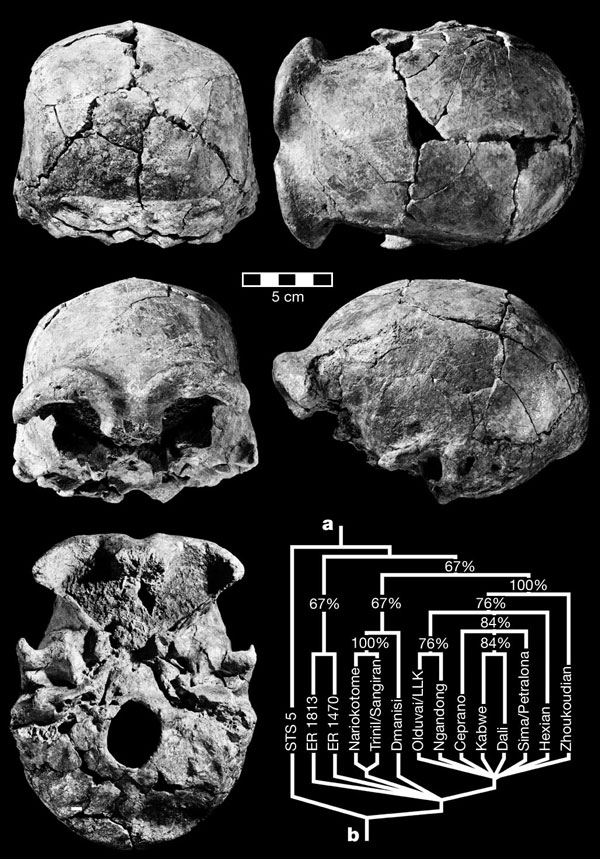 5 cm
a
67%
100%
67%
67%
76%
84%
100%
76%
84%
STS 5
ER 1813
ER 1470
Nariokotome
Trinil/Sangiran
Dmanisi
Olduvai/LLK
Ngandong
Ceprano
Kabwe
Dali
Sima/Petralona
Hexian
Zhoukoudian
b